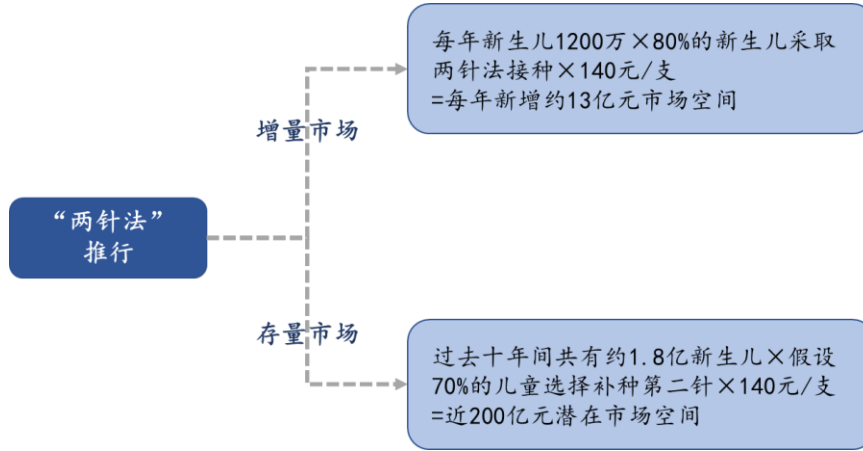 每年新生儿1200万×80%的新生儿采取
两针法接种×140元/支
=每年新增约13亿元市场空间
增量市场
“两针法”
推行
存量市场
过去十年间共有约1.8亿新生儿×假设
70%的儿童选择补种第二针×140元/支
=近200亿元潜在市场空间